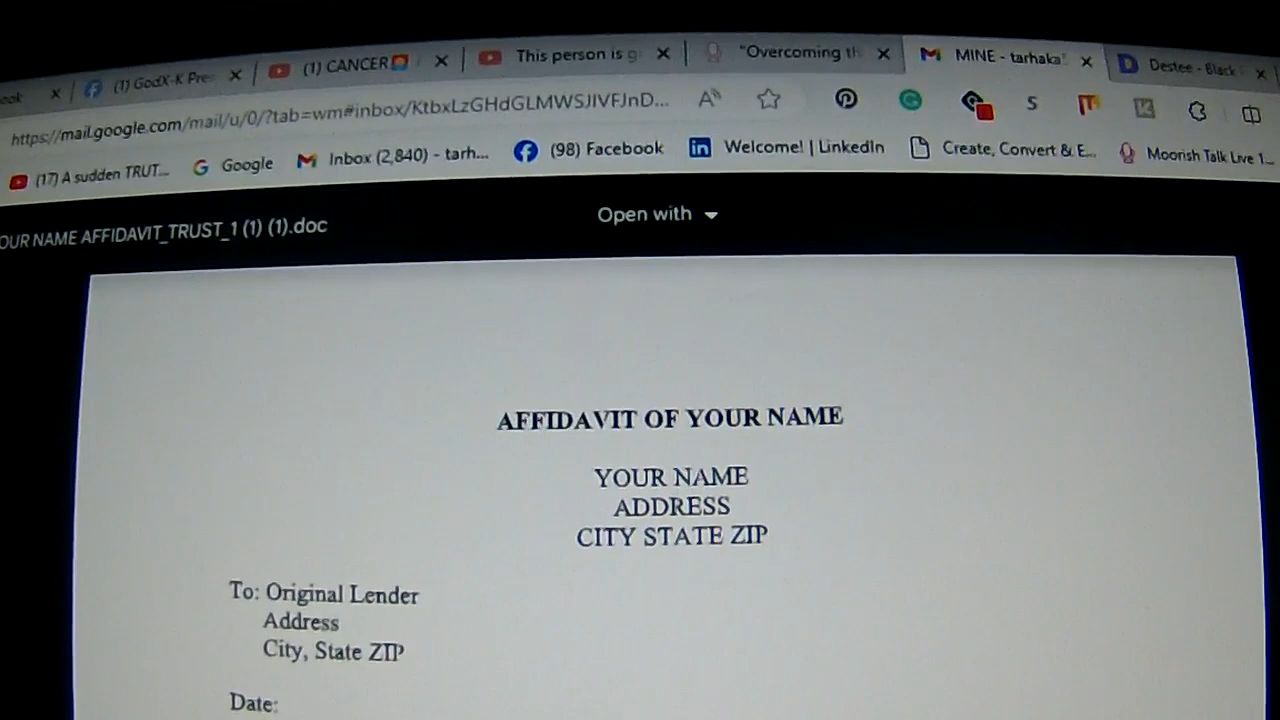 ook
(1) GodX-K Pre
(1) CANCER
This person is g
"Overcoming th
MINE - tarhaka
Destee - Black
https://mail.google.com/mail/u/0/?tab=wm#inbox/KtbxLzGHdGLMWSJIVFJnD...
(17) A sudden TRUT...
Google
Inbox (2,840) - tarh...
(98) Facebook
Welcome! | LinkedIn
Create, Convert & E...
Moorish Talk Live 1...
OUR NAME AFFIDAVIT_TRUST_1 (1) (1).doc
Open with
AFFIDAVIT OF YOUR NAME
YOUR NAME
ADDRESS
CITY STATE ZIP
To: Original Lender
Address
City, State ZIP
Date: